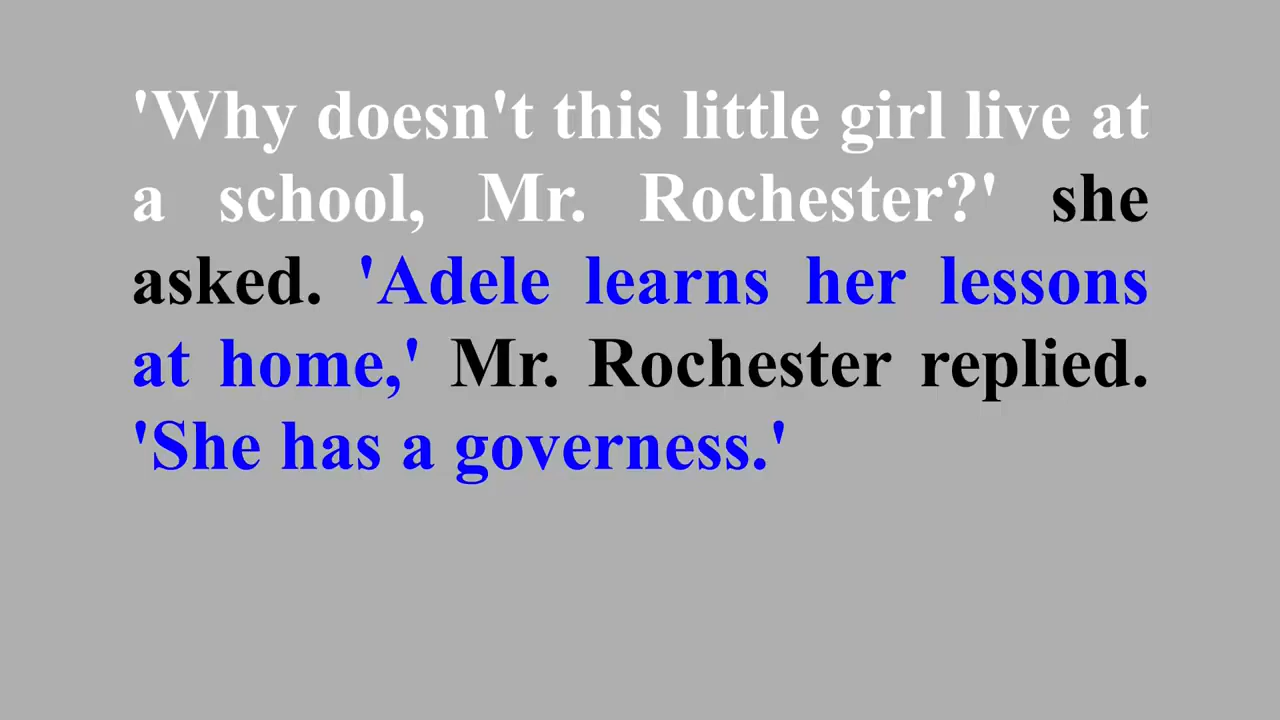 'Why doesn't this little girl live at
a school, Mr. Rochester?' she
asked. 'Adele learns her lessons
at home,' Mr. Rochester replied.
'She has a governess.'